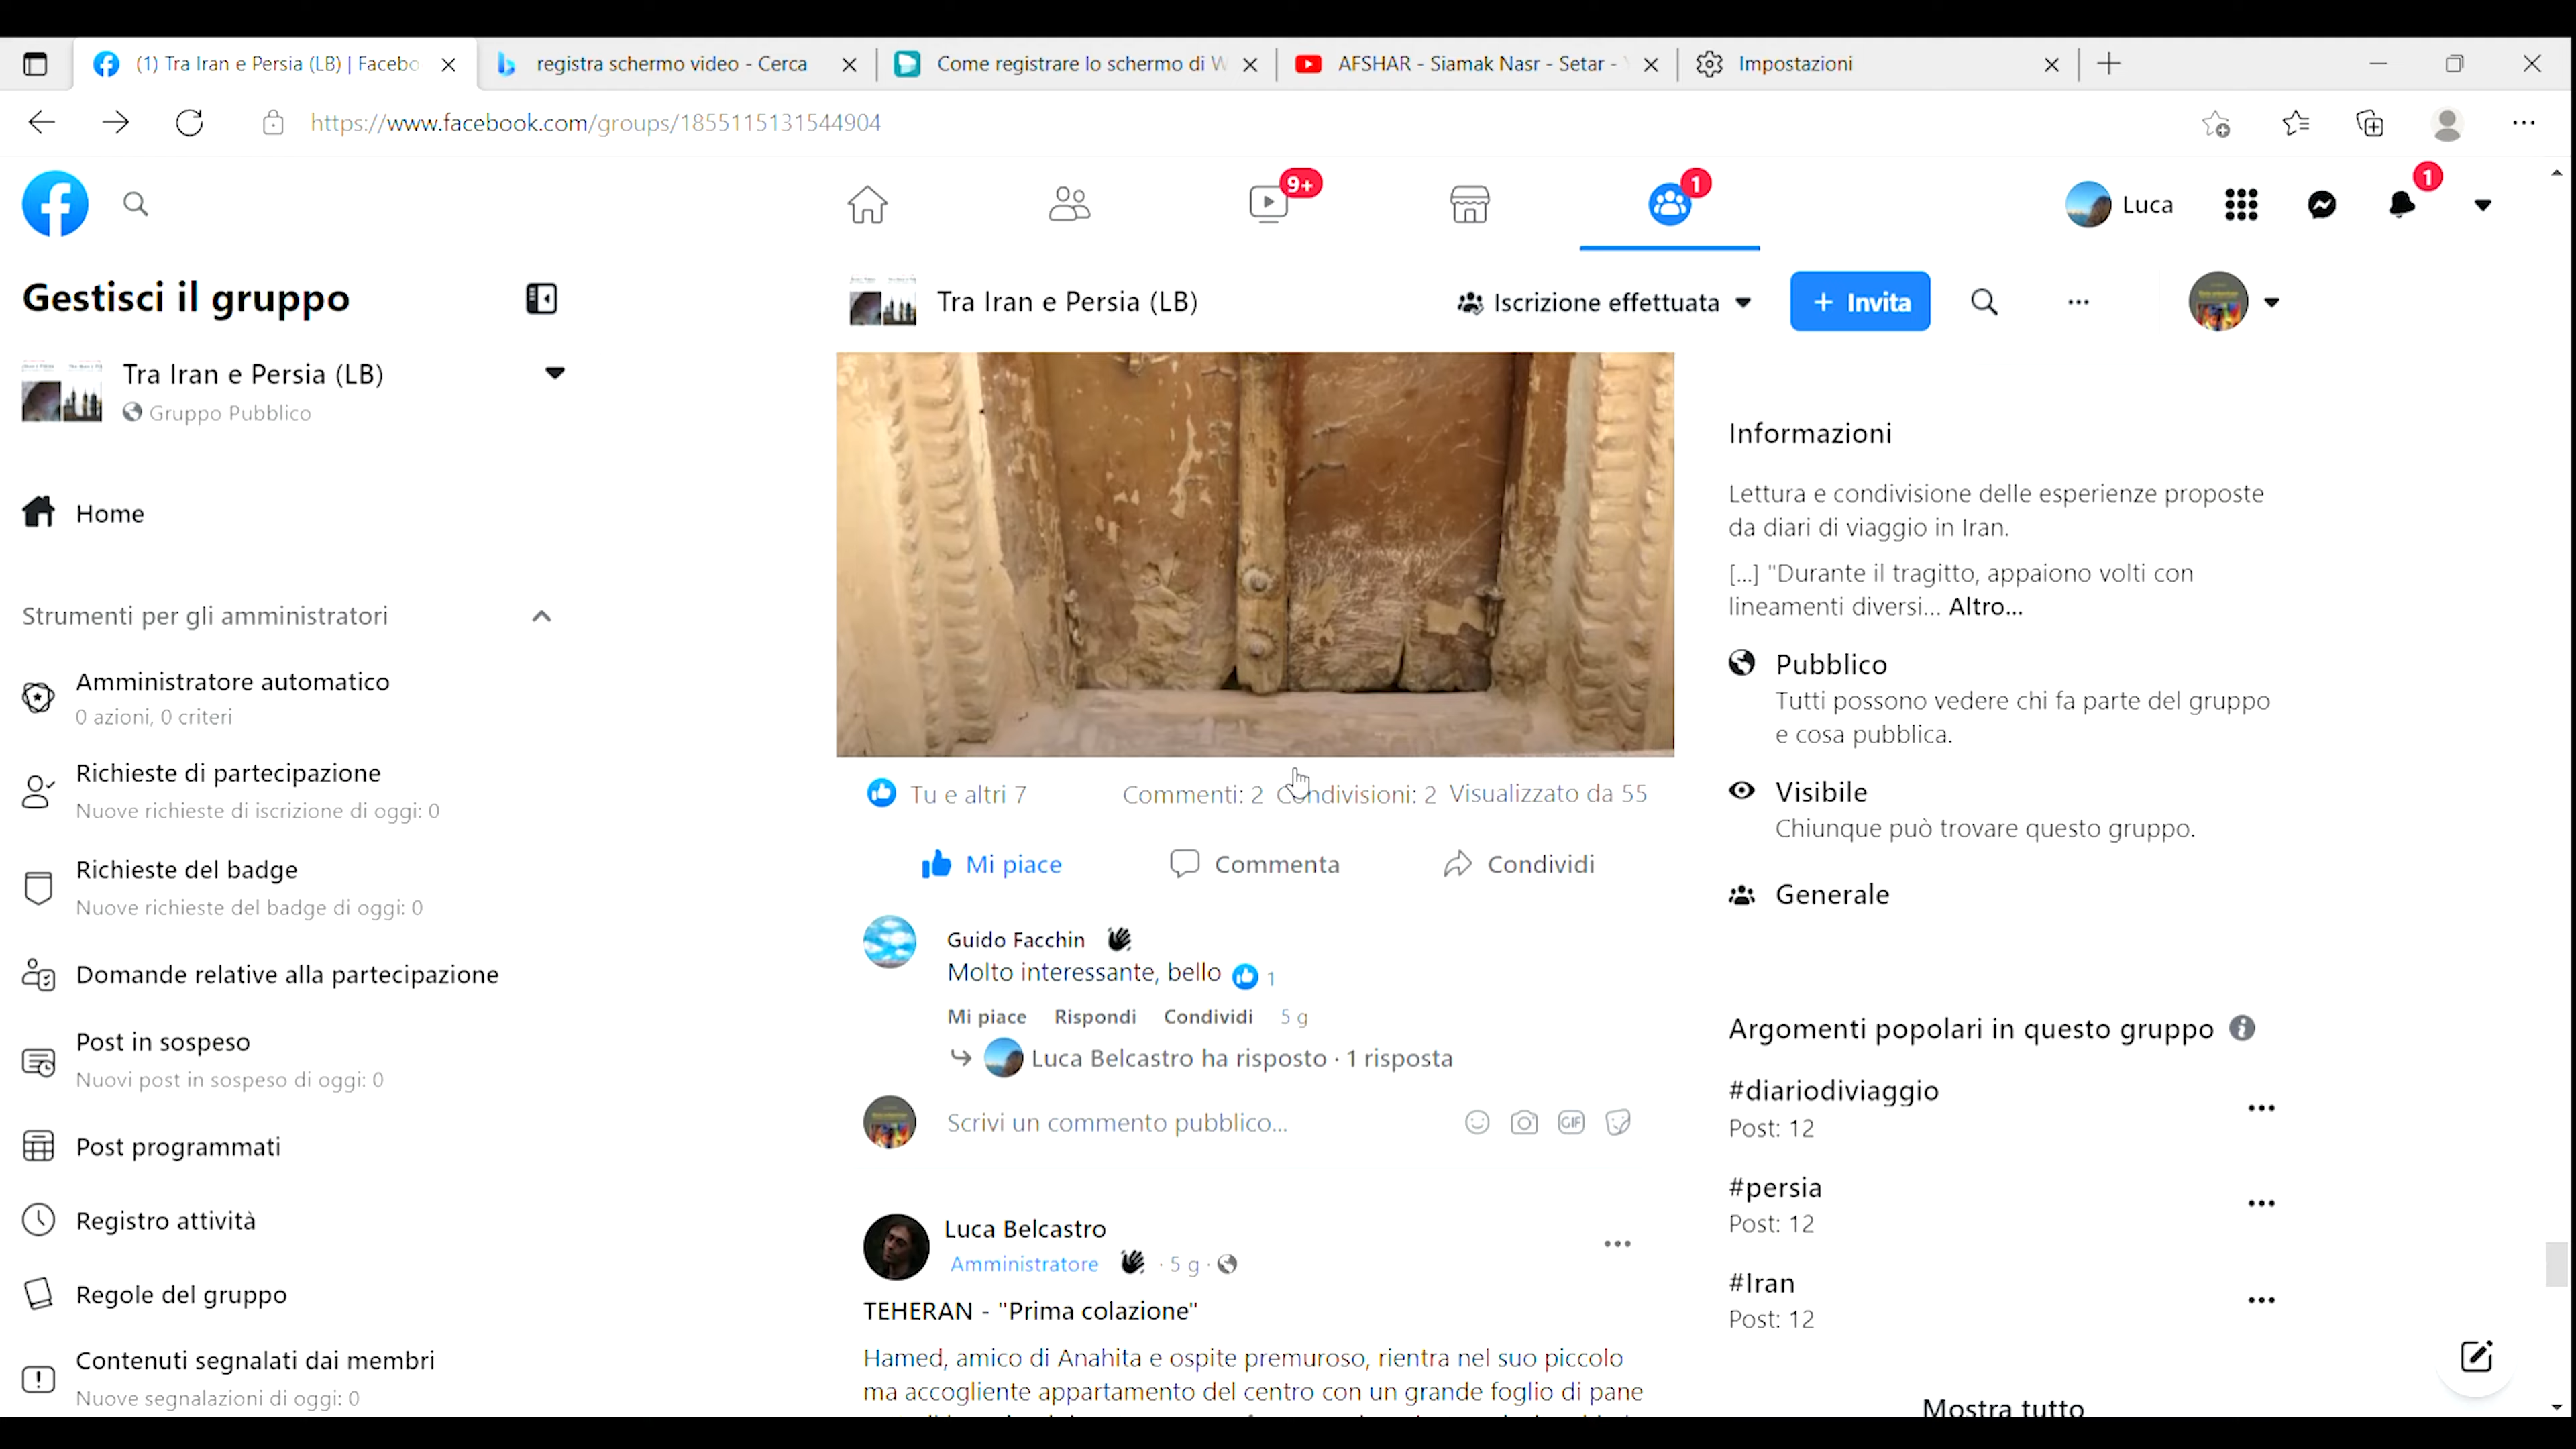 (1) Tra Iran e Persia (LB) | Facebo
registra schermo video - Cerca
Come registrare lo schermo di W
AFSHAR - Siamak Nasr - Setar -
Impostazioni
https://www.facebook.com/groups/1855115131544904
9+
1
Luca
1
Gestisci il gruppo
Tra Iran e Persia (LB)
Gruppo Pubblico
Home
Strumenti per gli amministratori
Amministratore automatico
0 azioni, 0 criteri
Richieste di partecipazione
Nuove richieste di iscrizione di oggi: 0
Richieste del badge
Nuove richieste del badge di oggi: 0
Domande relative alla partecipazione
Post in sospeso
Nuovi post in sospeso di oggi: 0
Post programmati
Registro attività
Regole del gruppo
Contenuti segnalati dai membri
Nuove segnalazioni di oggi: 0
Tra Iran e Persia (LB)
Iscrizione effettuata
+ Invita
Tu e altri 7
Commenti: 2 Condivisioni: 2 Visualizzato da 55
Mi piace
Commenta
Condividi
Guido Facchin
Molto interessante, bello
1
Mi piace Rispondi Condividi 5 g
Luca Belcastro ha risposto · 1 risposta
Scrivi un commento pubblico...
GIF
Luca Belcastro
Amministratore · 5 g ·
TEHERAN - "Prima colazione"
Hamed, amico di Anahita e ospite premuroso, rientra nel suo piccolo
ma accogliente appartamento del centro con un grande foglio di pane
Informazioni
Lettura e condivisione delle esperienze proposte
da diari di viaggio in Iran.
[...] "Durante il tragitto, appaiono volti con
lineamenti diversi... Altro...
Pubblico
Tutti possono vedere chi fa parte del gruppo
e cosa pubblica.
Visibile
Chiunque può trovare questo gruppo.
Generale
Argomenti popolari in questo gruppo
#diariodiviaggio
Post: 12
#persia
Post: 12
#Iran
Post: 12
Mostra tutto